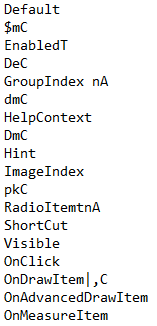 Default
$mC
EnabledT
DeC
GroupIndex nA
dmC
HelpContext
DmC
Hint
ImageIndex
pkC
RadioItemtnA
ShortCut
Visible
OnClick
OnDrawItem|,C
OnAdvancedDrawItem
OnMeasureItem